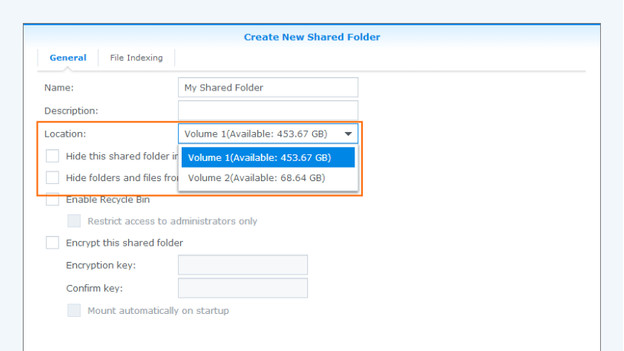 Create New Shared Folder
General File Indexing
Name: My Shared Folder
Description:
Location: Volume 1(Available: 453.67 GB)
Hide this shared folder in
Volume 1(Available: 453.67 GB)
Hide folders and files from
Volume 2(Available: 68.64 GB)
Enable Recycle Bin
Restrict access to administrators only
Encrypt this shared folder
Encryption key:
Confirm key:
Mount automatically on startup